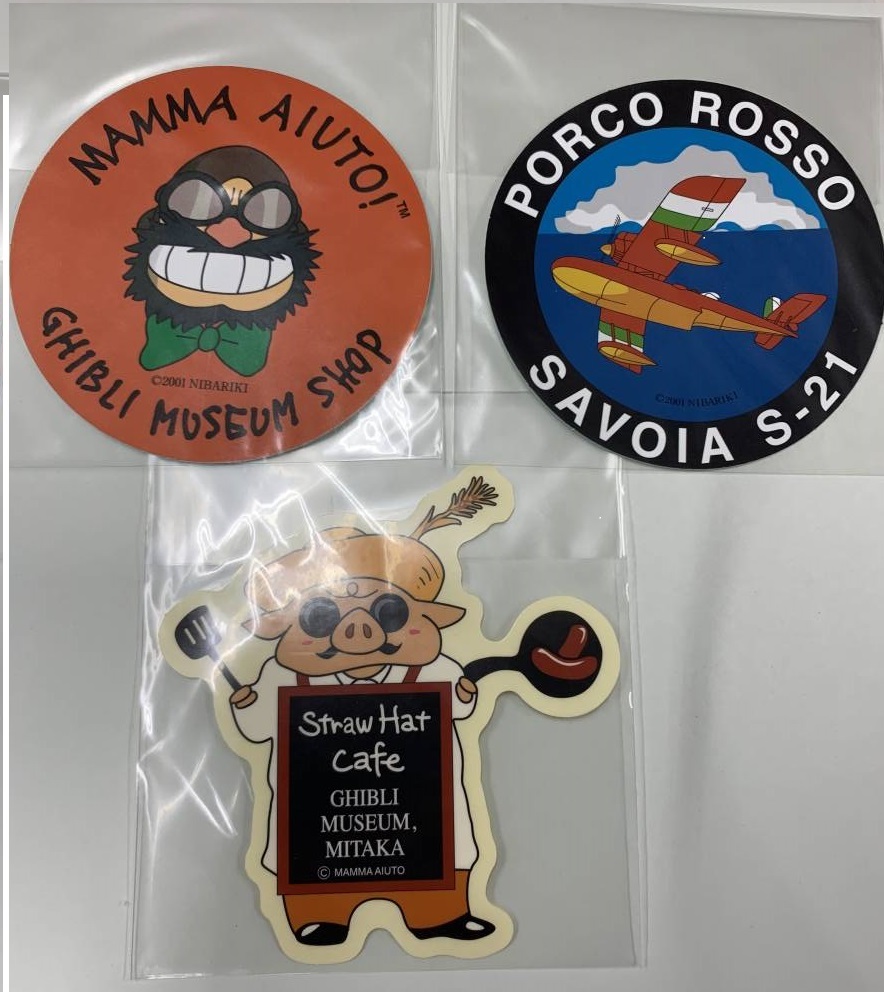 MAMMA AIUTO!™
©2001 NIBARIKI
GHIBLI MUSEUM SHOP
PORCO ROSSO
©2001 NIBARIKI
SAVOIA S-21
Straw Hat
Cafe
GHIBLI
MUSEUM,
MITAKA
© MAMMA AIUTO